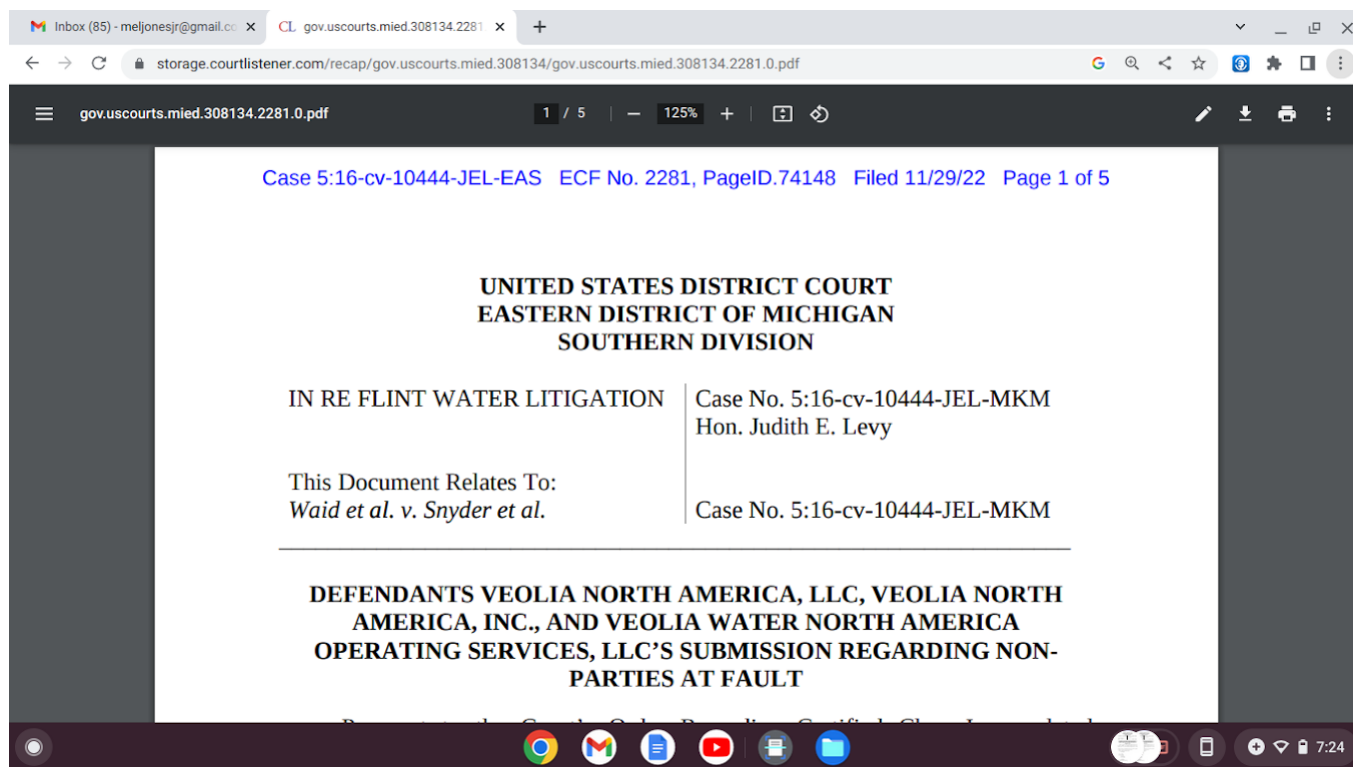 Inbox (85) - meljonesjr@gmail.cc
CL gov.uscourts.mied.308134.2281
storage.courtlistener.com/recap/gov.uscourts.mied.308134/gov.uscourts.mied.308134.2281.0.pdf
gov.uscourts.mied.308134.2281.0.pdf 1 / 5 125%
Case 5:16-cv-10444-JEL-EAS ECF No. 2281, PageID.74148 Filed 11/29/22 Page 1 of 5
UNITED STATES DISTRICT COURT
EASTERN DISTRICT OF MICHIGAN
SOUTHERN DIVISION
IN RE FLINT WATER LITIGATION
Case No. 5:16-cv-10444-JEL-MKM
Hon. Judith E. Levy
This Document Relates To:
Waid et al. v. Snyder et al.
Case No. 5:16-cv-10444-JEL-MKM
DEFENDANTS VEOLIA NORTH AMERICA, LLC, VEOLIA NORTH
AMERICA, INC., AND VEOLIA WATER NORTH AMERICA
OPERATING SERVICES, LLC’S SUBMISSION REGARDING NON-
PARTIES AT FAULT
7:24